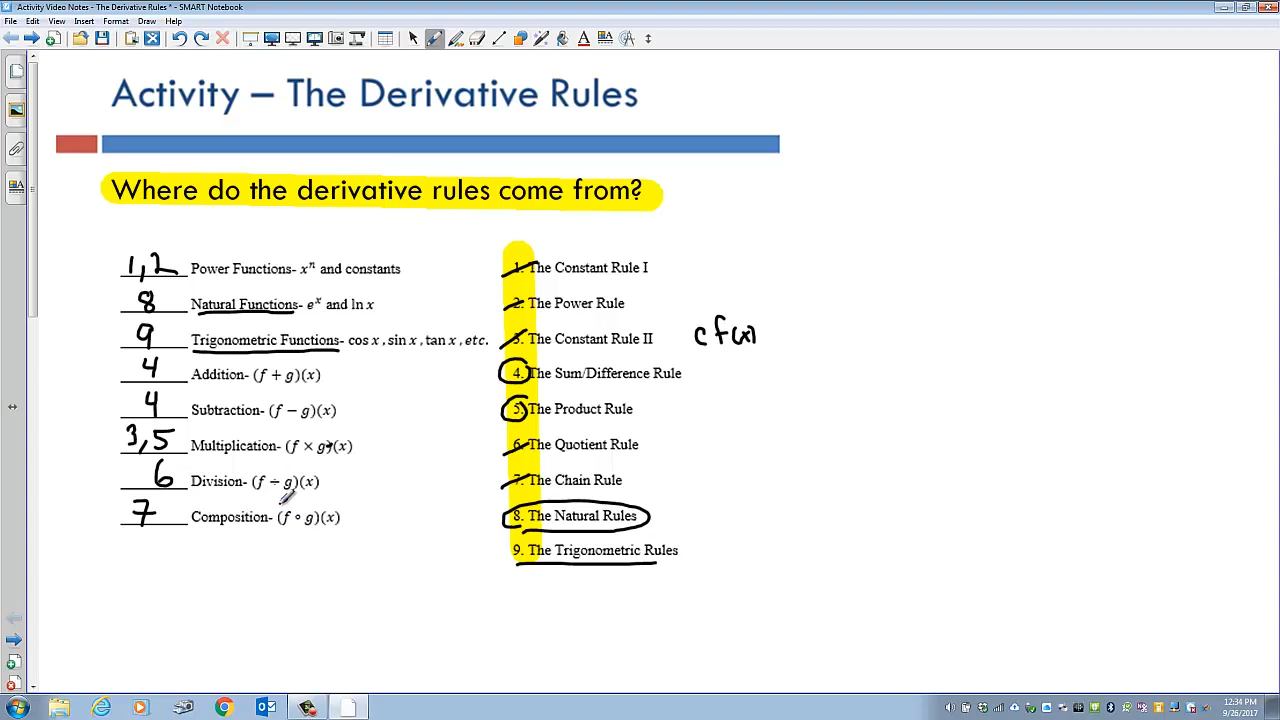 Activity Video Notes - The Derivative Rules * - SMART Notebook
File Edit View Insert Format Draw Help
Activity – The Derivative Rules
Where do the derivative rules come from?
1,2 Power Functions- xⁿ and constants
8 Natural Functions- eˣ and ln x
9 Trigonometric Functions- cos x , sin x , tan x , etc.
4 Addition- (f + g)(x)
4 Subtraction- (f − g)(x)
3,5 Multiplication- (f × g)(x)
6 Division- (f ÷ g)(x)
7 Composition- (f ∘ g)(x)
1. The Constant Rule I
2. The Power Rule
3. The Constant Rule II c f(x)
4. The Sum/Difference Rule
5. The Product Rule
6. The Quotient Rule
7. The Chain Rule
8. The Natural Rules
9. The Trigonometric Rules
12:34 PM
9/26/2017